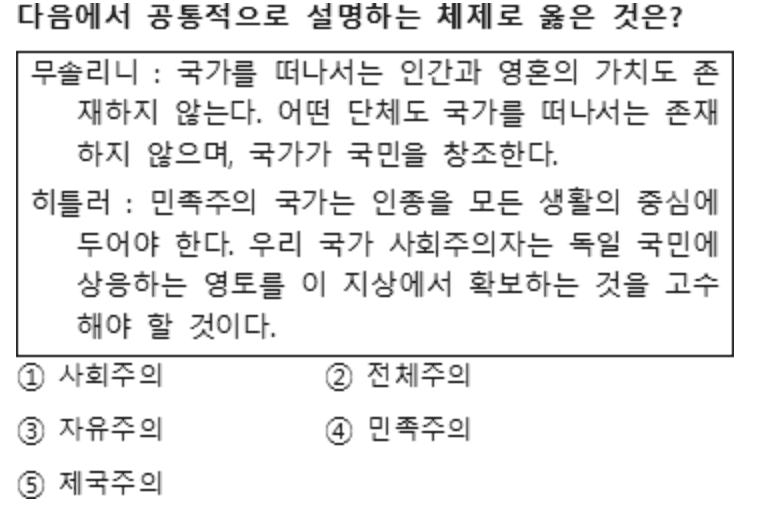 다음에서 공통적으로 설명하는 체제로 옳은 것은?
무솔리니 : 국가를 떠나서는 인간과 영혼의 가치도 존
재하지 않는다. 어떤 단체도 국가를 떠나서는 존재
하지 않으며, 국가가 국민을 창조한다.
히틀러 : 민족주의 국가는 인종을 모든 생활의 중심에
두어야 한다. 우리 국가 사회주의자는 독일 국민에
상응하는 영토를 이 지상에서 확보하는 것을 고수
해야 할 것이다.
① 사회주의 ② 전체주의
③ 자유주의 ④ 민족주의
⑤ 제국주의